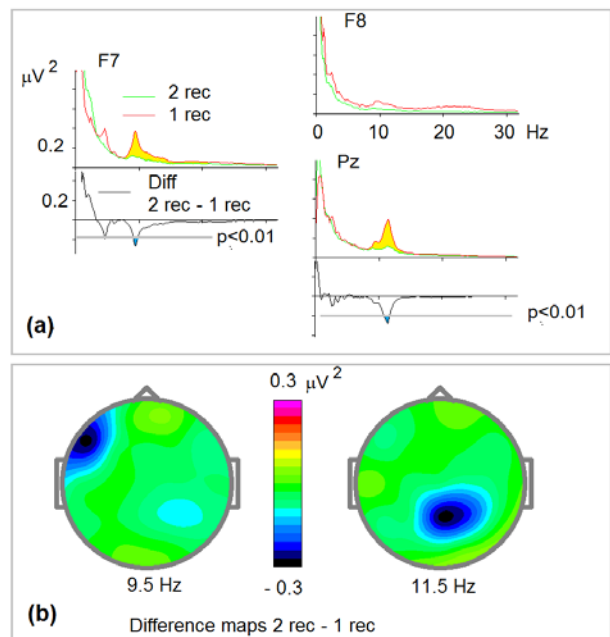 F7
F8
μV²
2 rec
1 rec
0.2
0 10 20 30 Hz
Pz
Diff
2 rec - 1 rec
0.2
p<0.01
p<0.01
(a)
0.3 μV²
9.5 Hz
- 0.3
11.5 Hz
(b)
Difference maps 2 rec - 1 rec